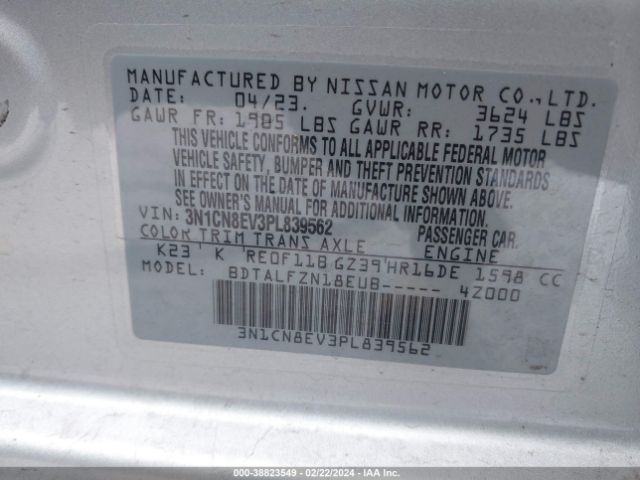 MANUFACTURED BY NISSAN MOTOR CO., LTD.
DATE: 04/23. GVWR: 3624 LBS
GAWR FR: 1905 LBS GAWR RR: 1735 LBS
THIS VEHICLE CONFORMS TO ALL APPLICABLE FEDERAL MOTOR
VEHICLE SAFETY, BUMPER AND THEFT PREVENTION STANDARDS
IN EFFECT ON THE DATE OF MANUFACTURE SHOWN ABOVE.
SEE OWNER'S MANUAL FOR ADDITIONAL INFORMATION.
VIN: 3N1CN8EV3PL839562 PASSENGER CAR.
COLOR TRIM TRANS AXLE ENGINE
K23 ' K RE0F11B GZ39'HR16DE 1598 CC
MODEL: BDTALFZN18EUB----- 4Z000
3N1CN8EV3PL839562
000-38823549 - 02/22/2024 - IAA Inc.